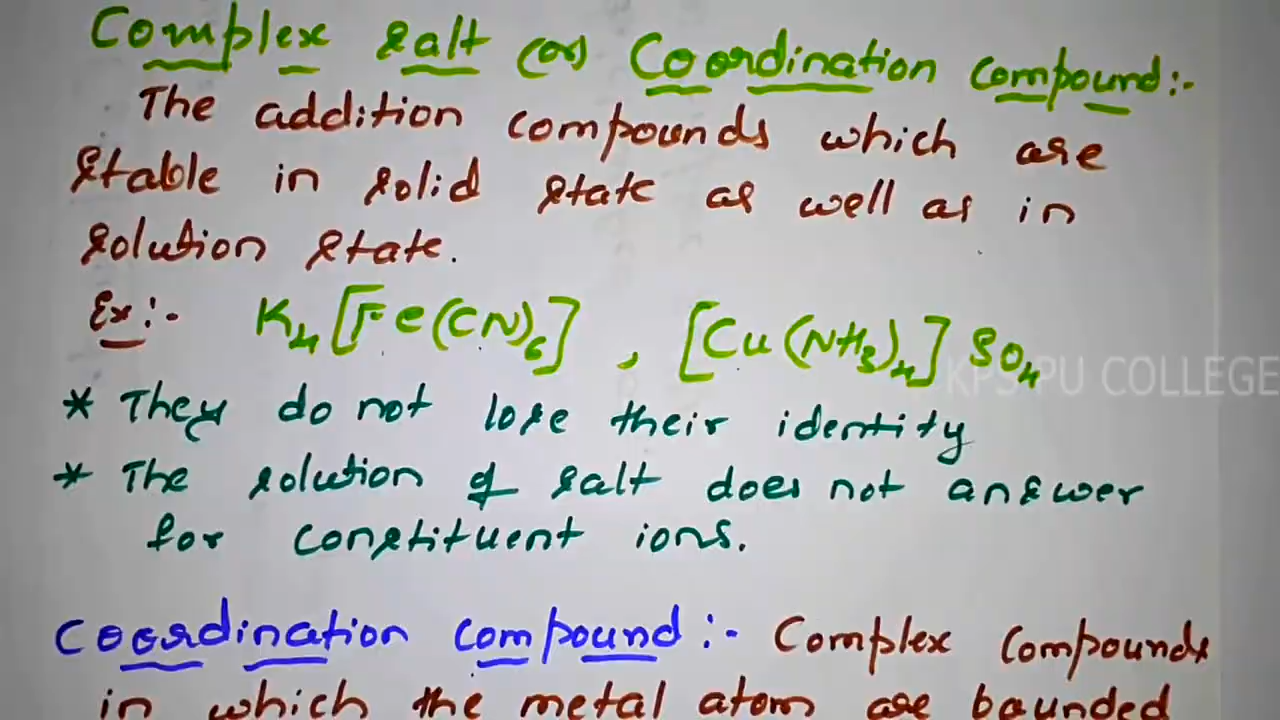 Complex salt (or) Coordination compound:-
The addition compounds which are
stable in solid state as well as in
solution state.
Ex:- K₄[Fe(CN)₆] , [Cu(NH₃)₄]SO₄
KPS PU COLLEGE
* They do not lose their identity
* The solution of salt does not answer
for constituent ions.
Coordination compound:- Complex compounds
in which the metal atom are bounded